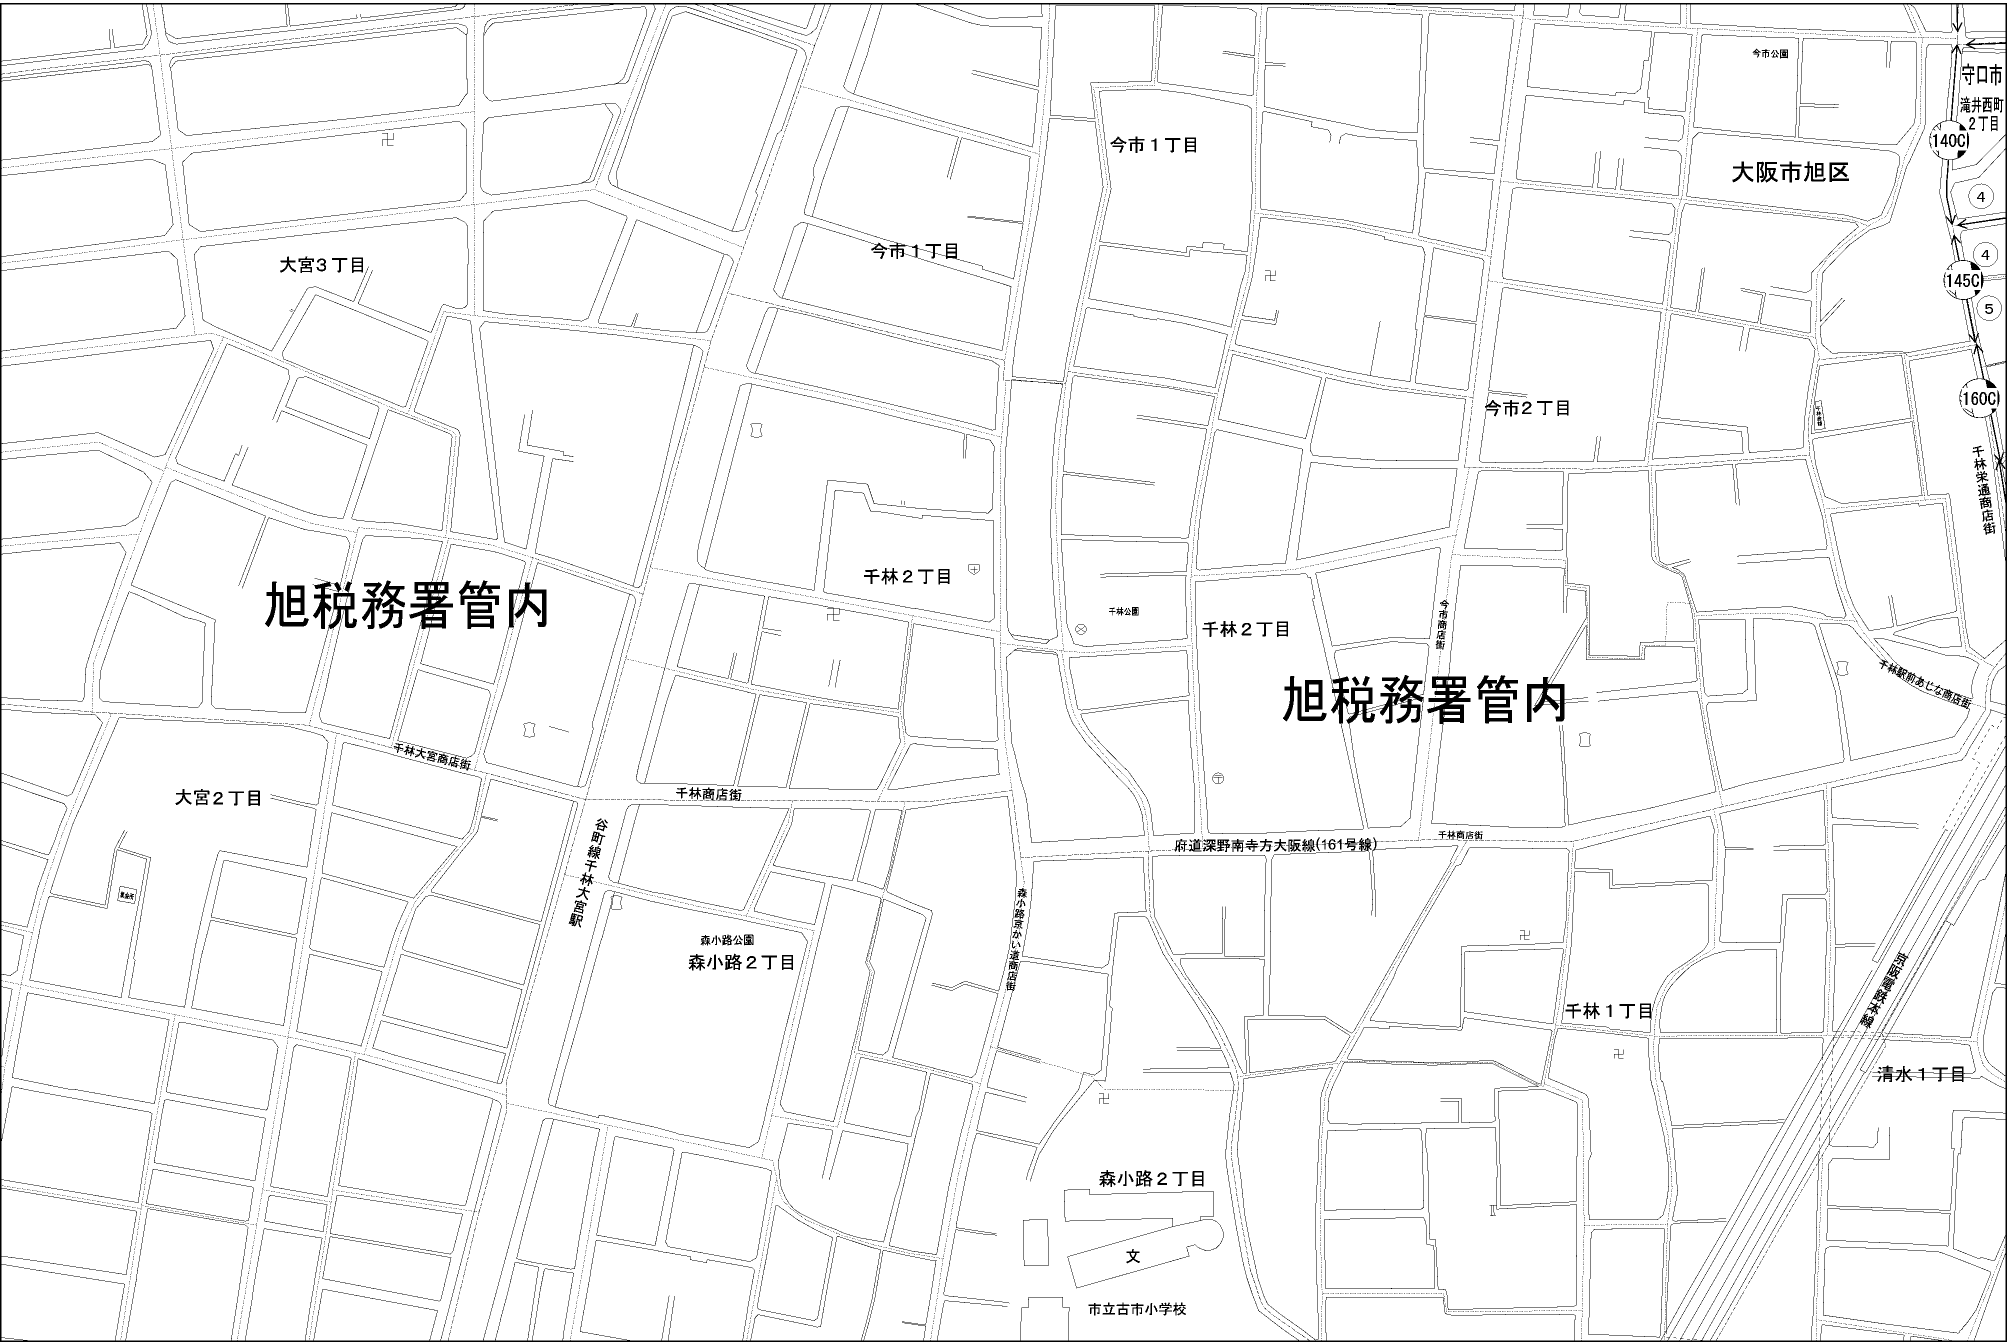 今市公園
守口市
滝井西町
２丁目
140C
今市１丁目
大阪市旭区
4
今市１丁目
大宮３丁目
4
145C
5
160C
今市２丁目
千林栄通商店街
千林２丁目
旭税務署管内
千林公園
今市商店街
千林２丁目
旭税務署管内
千林駅前あじな商店街
千林大宮商店街
大宮２丁目
千林商店街
谷町線千林大宮駅
千林商店街
府道深野南寺方大阪線(161号線)
集会所
森小路京かい道商店街
森小路公園
森小路２丁目
京阪電鉄本線
千林１丁目
清水１丁目
森小路２丁目
文
市立古市小学校